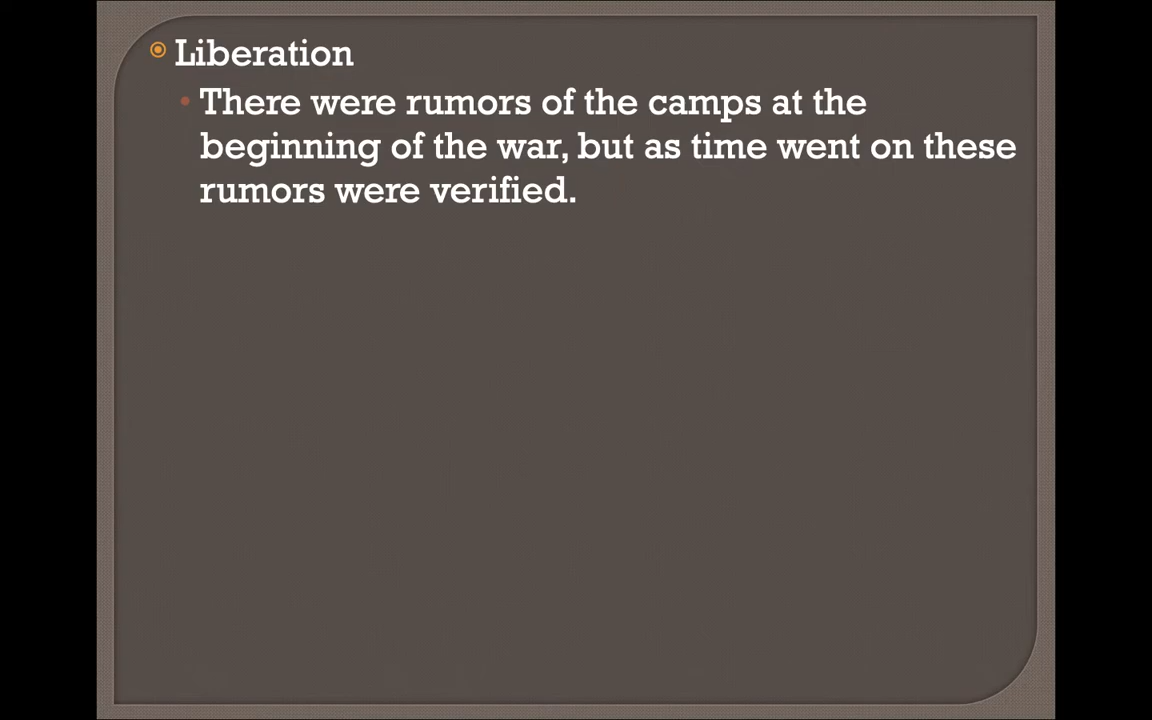 Liberation
There were rumors of the camps at the
beginning of the war, but as time went on these
rumors were verified.